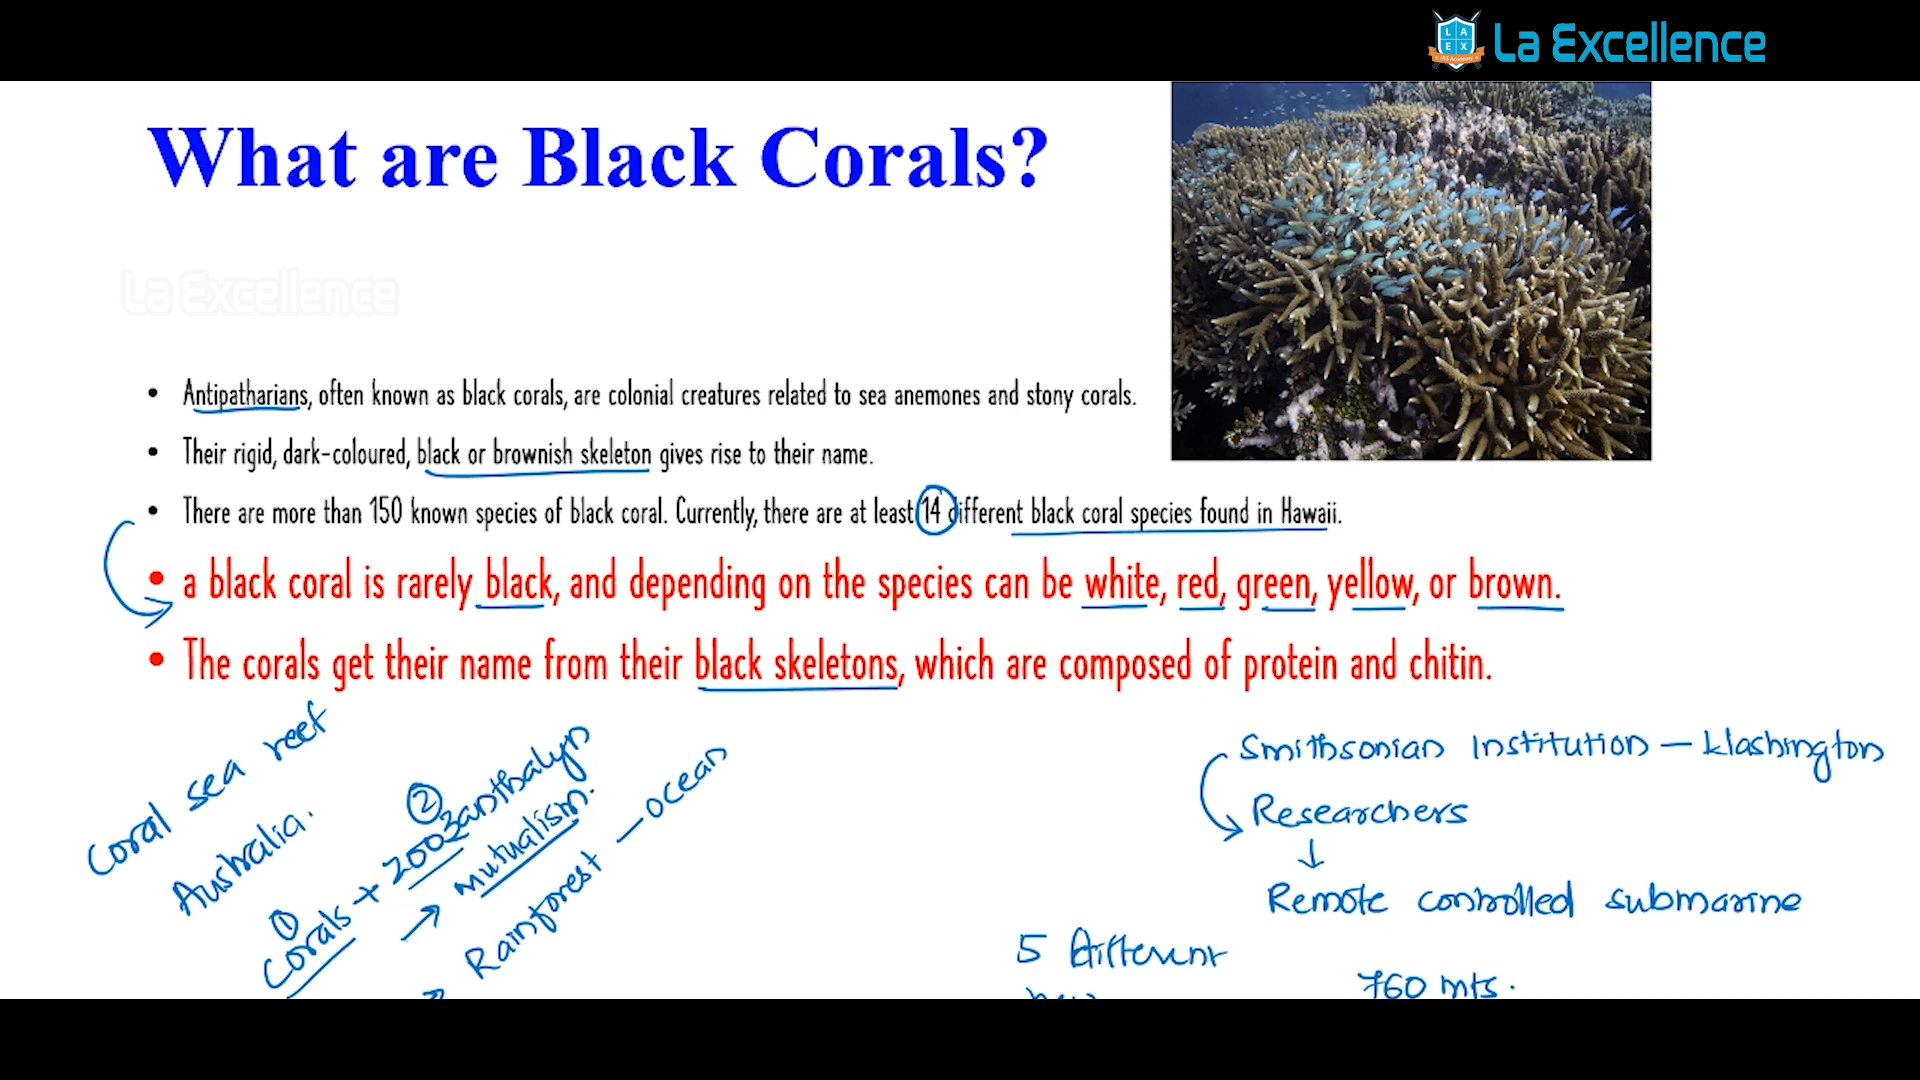 LA
EX
IAS Academy
La Excellence
What are Black Corals?
La Excellence
• Antipatharians, often known as black corals, are colonial creatures related to sea anemones and stony corals.
• Their rigid, dark-coloured, black or brownish skeleton gives rise to their name.
• There are more than 150 known species of black coral. Currently, there are at least 14 different black coral species found in Hawaii.
• a black coral is rarely black, and depending on the species can be white, red, green, yellow, or brown.
• The corals get their name from their black skeletons, which are composed of protein and chitin.
Coral sea reef
Australia.
① ②
Corals + zoozanthalyn
→ mutualism.
→ Rainforest — ocean
Smithsonian Institution — Washington
Researchers
↓
Remote controlled submarine
5 Different
760 mts.